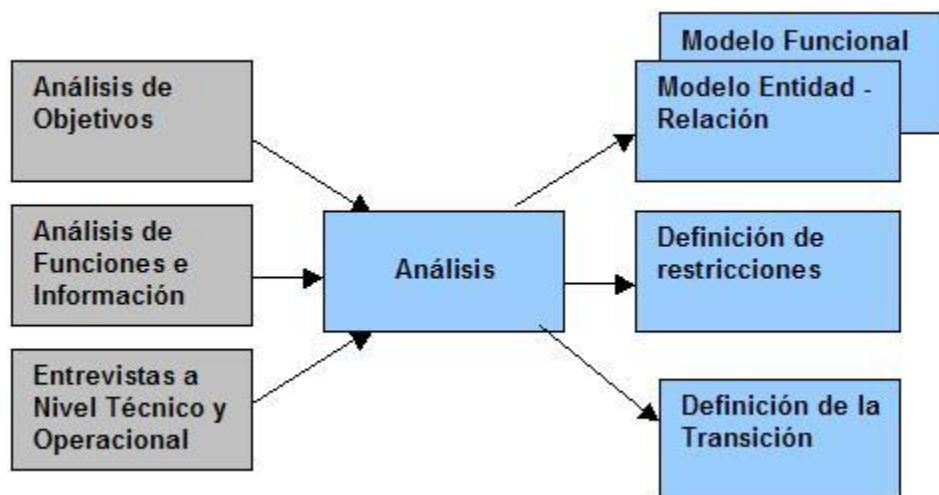 Análisis de
Objetivos
Análisis de
Funciones e
Información
Entrevistas a
Nivel Técnico y
Operacional
Análisis
Modelo Funcional
Modelo Entidad -
Relación
Definición de
restricciones
Definición de la
Transición